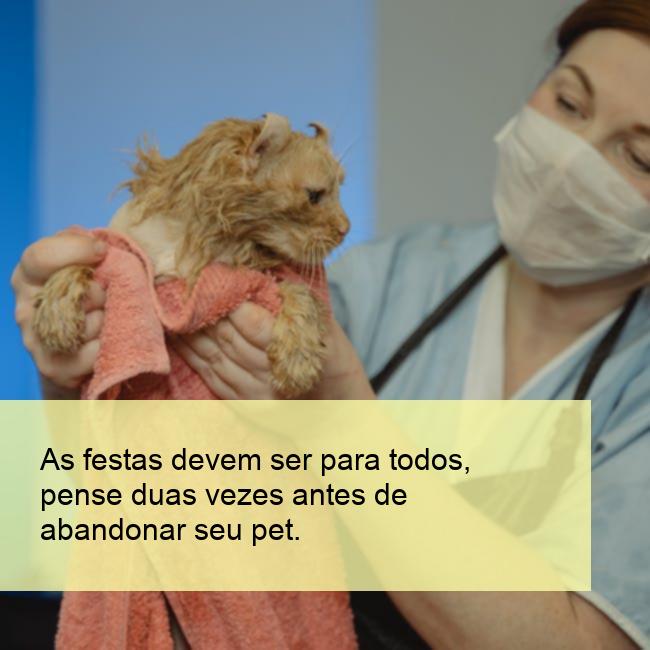 As festas devem ser para todos,
pense duas vezes antes de
abandonar seu pet.